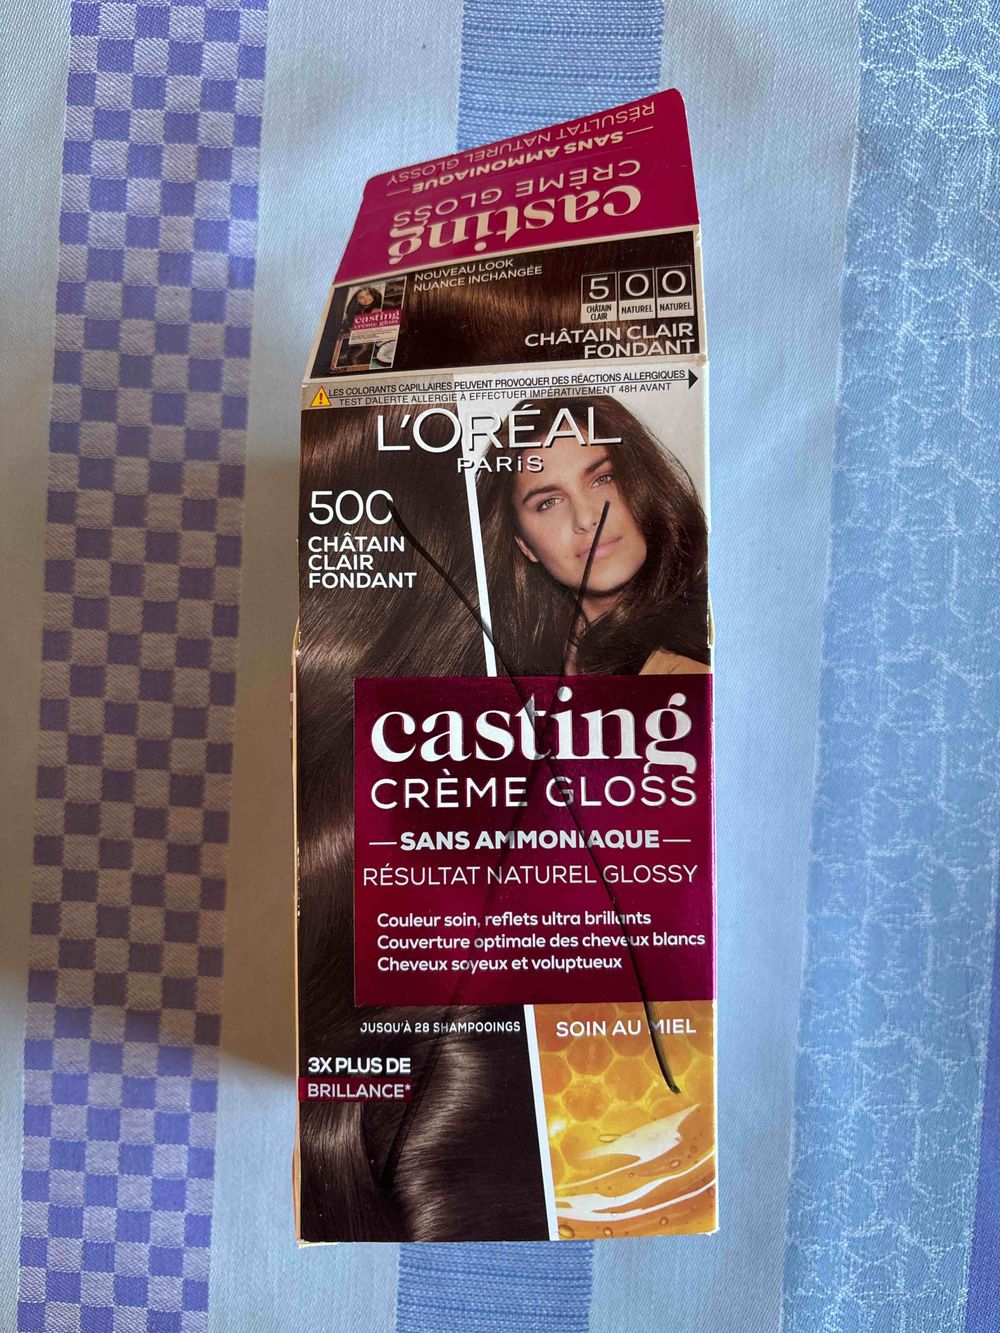 RÉSULTAT NATUREL GLOSSY
SANS AMMONIAQUE
CRÈME GLOSS
casting
NOUVEAU LOOK
NUANCE INCHANGÉE
casting
crème gloss
5 0 0
CHÂTAIN CLAIR NATUREL NATUREL
CHÂTAIN CLAIR
FONDANT
LES COLORANTS CAPILLAIRES PEUVENT PROVOQUER DES RÉACTIONS ALLERGIQUES
TEST D'ALERTE ALLERGIE À EFFECTUER IMPÉRATIVEMENT 48H AVANT
L'ORÉAL
PARIS
500
CHÂTAIN
CLAIR
FONDANT
casting
CRÈME GLOSS
SANS AMMONIAQUE
RÉSULTAT NATUREL GLOSSY
Couleur soin, reflets ultra brillants
Couverture optimale des cheveux blancs
Cheveux soyeux et voluptueux
JUSQU'À 28 SHAMPOOINGS
SOIN AU MIEL
3X PLUS DE
BRILLANCE*